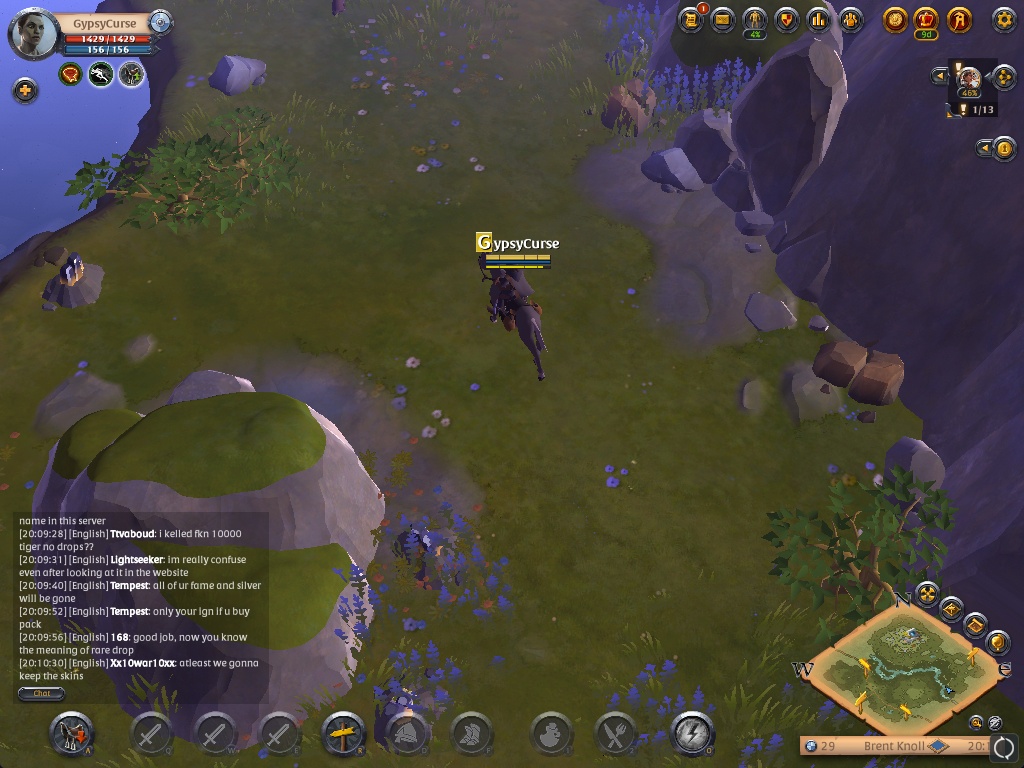 GypsyCurse
1429 / 1429
156 / 156
1
4%
9d
46%
1/13
1
GypsyCurse
name in this server
[20:09:28] [English] Ttvaboud: i kelled fkn 10000
tiger no drops??
[20:09:31] [English] Lightseeker: im really confuse
even after looking at it in the website
[20:09:40] [English] Tempest: all of ur fame and silver
will be gone
[20:09:52] [English] Tempest: only your ign if u buy
pack
[20:09:56] [English] 168: good job, now you know
the meaning of rare drop
[20:10:30] [English] Xx10war10xx: atleast we gonna
keep the skins
Chat
N
W
E
A
Q
W
E
R
D
F
O
29
Brent Knoll